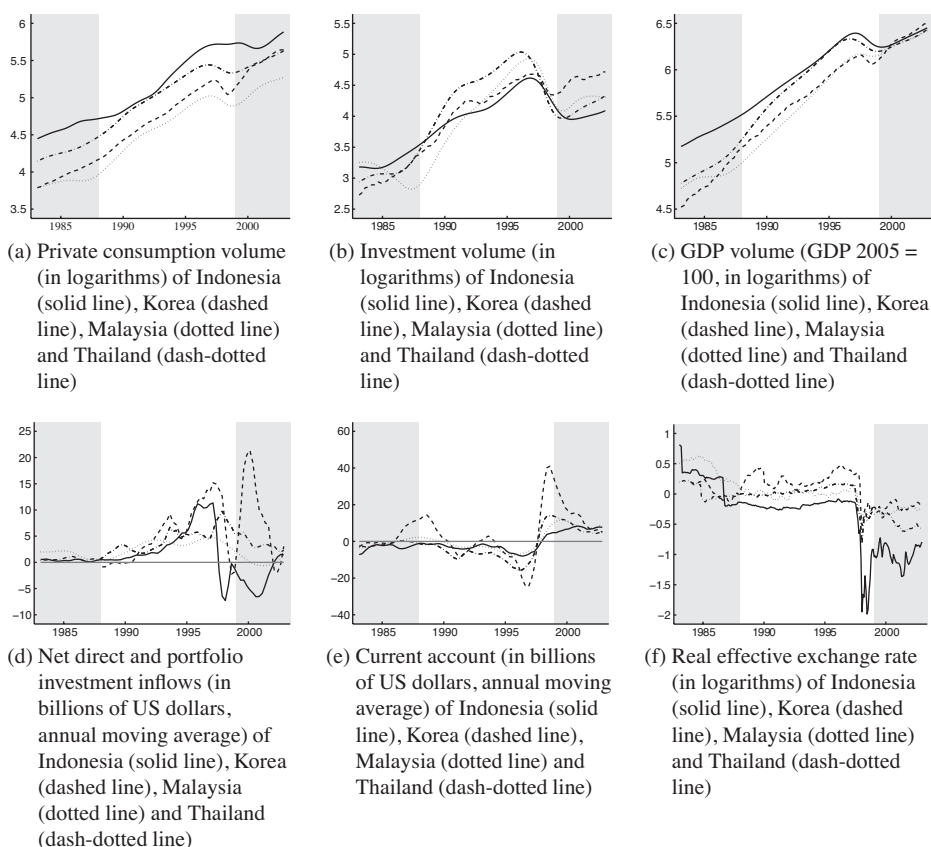 6
5.5
5
4.5
4
3.5
1985
1990
1995
2000
5.5
5
4.5
4
3.5
3
2.5
1985
1990
1995
2000
6.5
6
5.5
5
4.5
1985
1990
1995
2000
(a) Private consumption volume
(in logarithms) of Indonesia
(solid line), Korea (dashed
line), Malaysia (dotted line)
and Thailand (dash-dotted
line)
(b) Investment volume (in
logarithms) of Indonesia
(solid line), Korea (dashed
line), Malaysia (dotted line)
and Thailand (dash-dotted
line)
(c) GDP volume (GDP 2005 =
100, in logarithms) of
Indonesia (solid line), Korea
(dashed line), Malaysia
(dotted line) and Thailand
(dash-dotted line)
25
20
15
10
5
0
−5
−10
1985
1990
1995
2000
60
40
20
0
−20
−40
1985
1990
1995
2000
1
0.5
0
−0.5
−1
−1.5
−2
1985
1990
1995
2000
(d) Net direct and portfolio
investment inflows (in
billions of US dollars,
annual moving average) of
Indonesia (solid line), Korea
(dashed line), Malaysia
(dotted line) and Thailand
(dash-dotted line)
(e) Current account (in billions
of US dollars, annual moving
average) of Indonesia (solid
line), Korea (dashed line),
Malaysia (dotted line) and
Thailand (dash-dotted line)
(f) Real effective exchange rate
(in logarithms) of Indonesia
(solid line), Korea (dashed
line), Malaysia (dotted line)
and Thailand (dash-dotted
line)